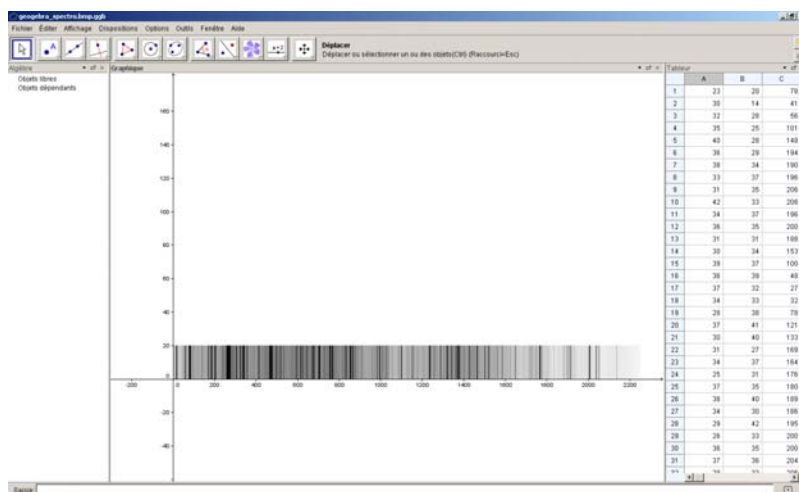 geogebra_spectro.bmp.ggb
Fichier Éditer Affichage Dispositions Options Outils Fenêtre Aide
Déplacer
Déplacer ou sélectionner un ou des objets(Ctrl) (Raccourci=Esc)
Algèbre
Graphique
Tableur
Objets libres
Objets dépendants
160
140
120
100
80
60
40
20
0
-20
-40
-200 0 200 400 600 800 1000 1200 1400 1600 1800 2000 2200
A B C
1 23 20 78
2 30 14 41
3 32 28 56
4 35 25 101
5 40 28 148
6 36 29 194
7 38 34 190
8 33 37 196
9 31 35 206
10 42 33 208
11 34 37 196
12 36 35 200
13 31 31 188
14 30 34 153
15 39 37 100
16 36 39 48
17 37 32 27
18 34 33 32
19 28 38 78
20 37 41 121
21 30 40 133
22 31 27 169
23 34 37 164
24 25 31 176
25 37 35 180
26 38 40 189
27 34 30 186
28 29 42 195
29 26 33 200
30 36 35 200
31 37 36 204
Saisie